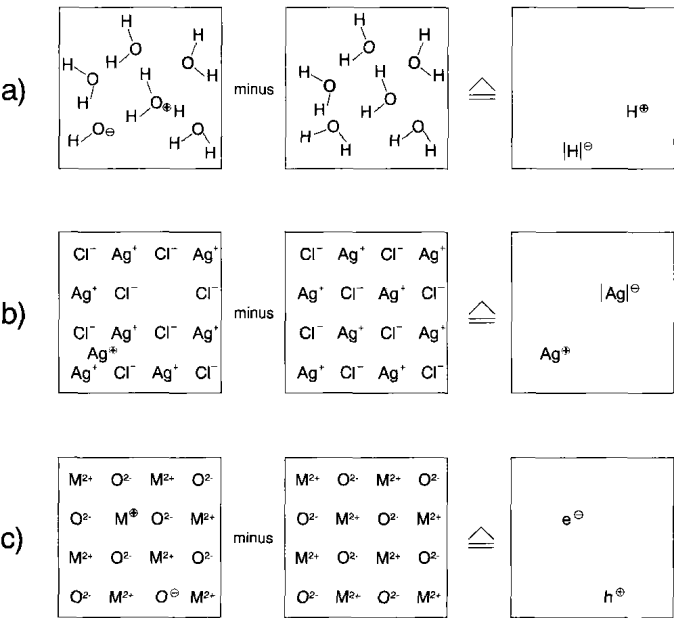 a)
H
H O H
H O
O H
H H
H O⊕ H
H O⊖
O H
H
minus
H
H O H
O
H H
O H
H O
H
H O O
H H H
≙
H⊕
|H|⊖
b)
Cl⁻ Ag⁺ Cl⁻ Ag⁺
Ag⁺ Cl⁻ Cl⁻
Cl⁻ Ag⁺ Cl⁻ Ag⁺
Ag⊕
Ag⁺ Cl⁻ Ag⁺ Cl⁻
minus
Cl⁻ Ag⁺ Cl⁻ Ag⁺
Ag⁺ Cl⁻ Ag⁺ Cl⁻
Cl⁻ Ag⁺ Cl⁻ Ag⁺
Ag⁺ Cl⁻ Ag⁺ Cl⁻
≙
|Ag|⊖
Ag⊕
c)
M²⁺ O²⁻ M²⁺ O²⁻
O²⁻ M⊕ O²⁻ M²⁺
M²⁺ O²⁻ M²⁺ O²⁻
O²⁻ M²⁺ O⊖ M²⁺
minus
M²⁺ O²⁻ M²⁺ O²⁻
O²⁻ M²⁺ O²⁻ M²⁺
M²⁺ O²⁻ M²⁺ O²⁻
O²⁻ M²⁺ O²⁻ M²⁺
≙
e⊖
h⊕